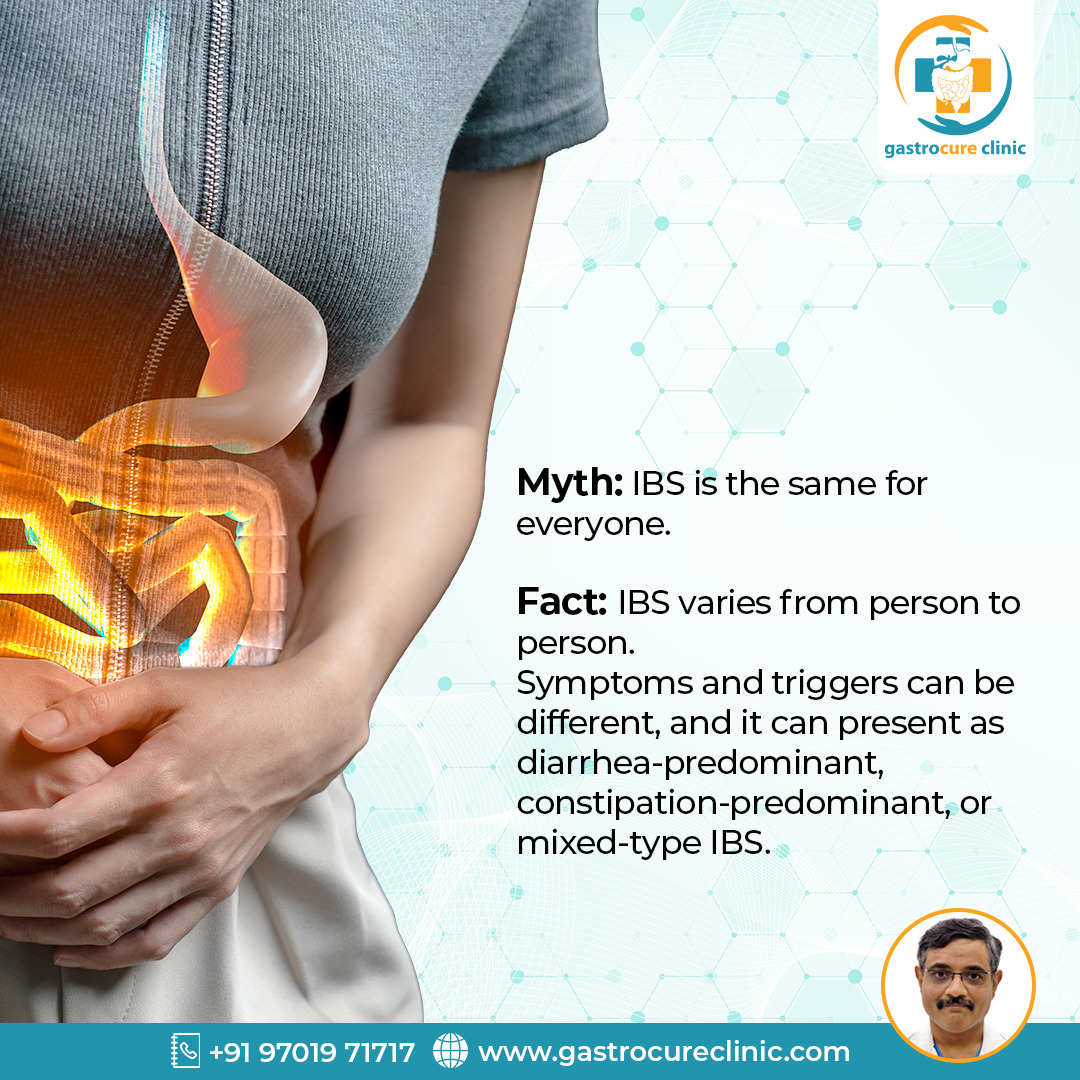 gastrocure clinic
Myth: IBS is the same for
everyone.
Fact: IBS varies from person to
person.
Symptoms and triggers can be
different, and it can present as
diarrhea-predominant,
constipation-predominant, or
mixed-type IBS.
+91 97019 71717 www.gastrocureclinic.com